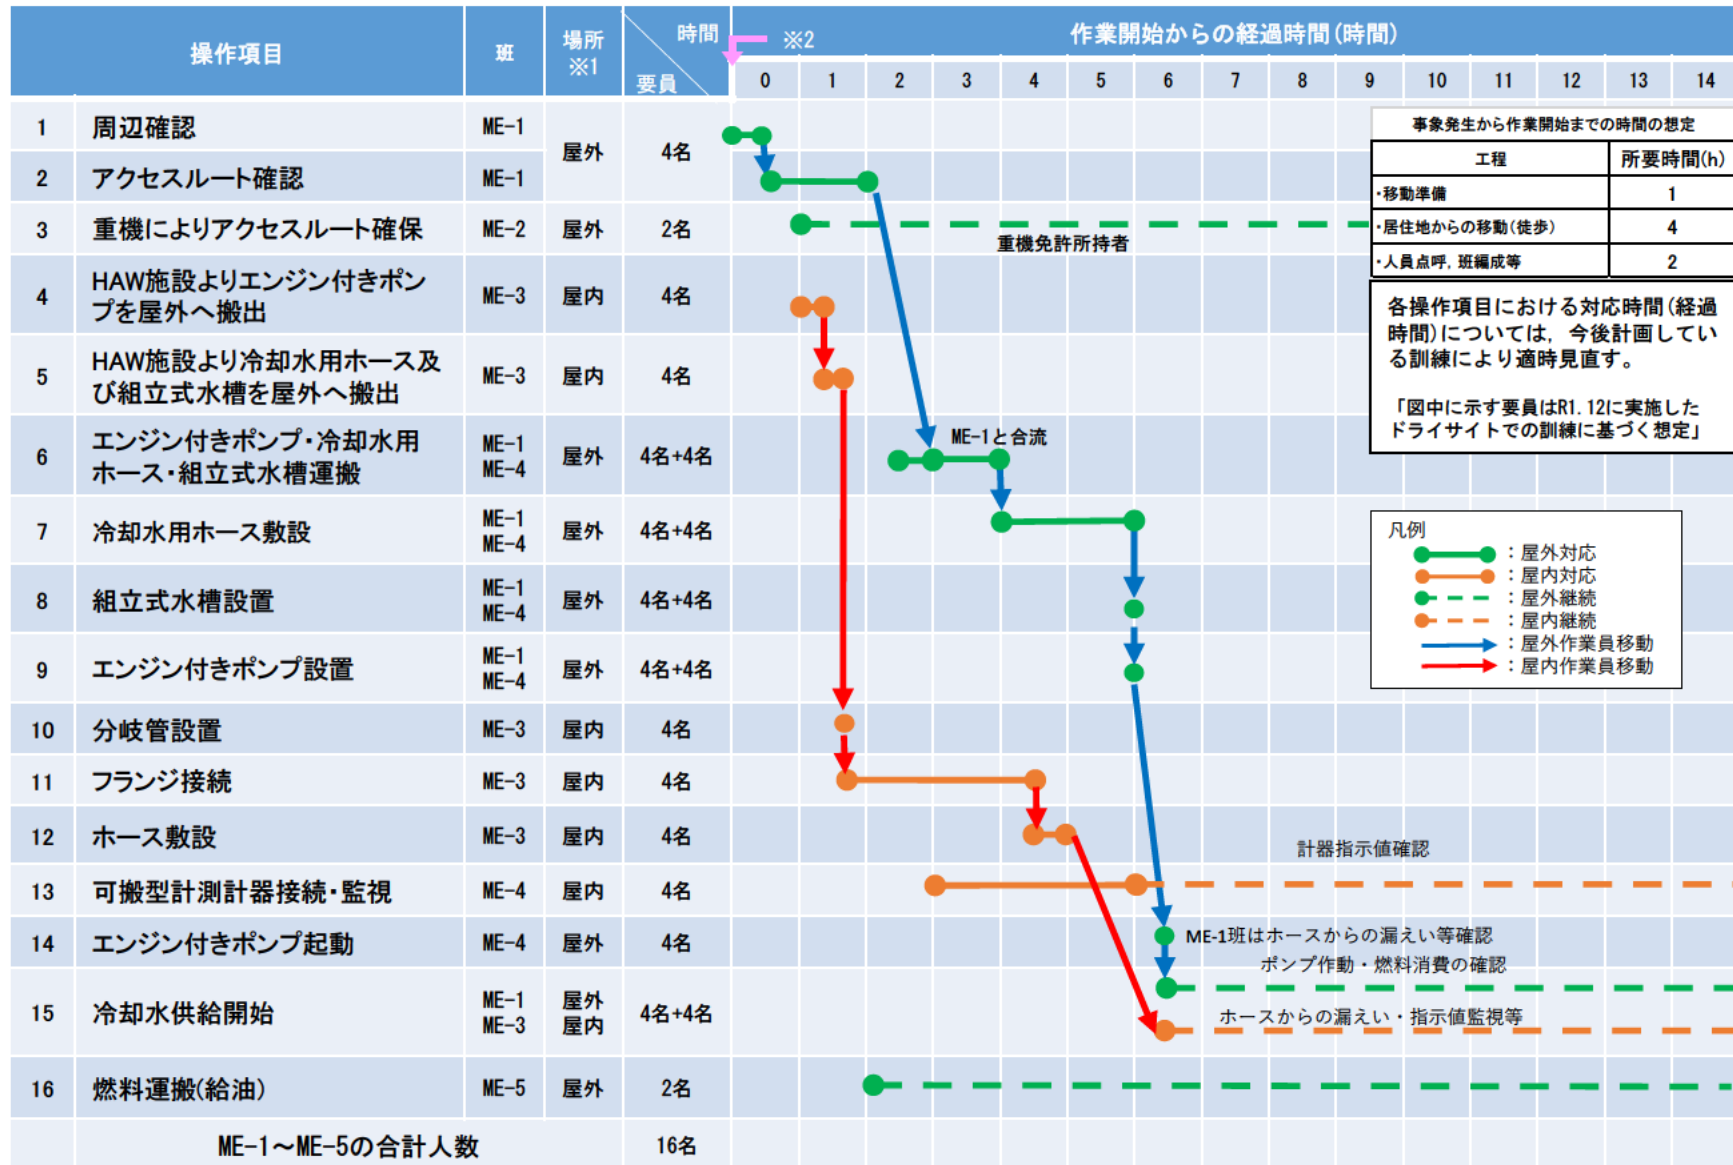 操作項目 班 場所 ※1 時間 要員 ※2 作業開始からの経過時間(時間)
0 1 2 3 4 5 6 7 8 9 10 11 12 13 14
1 周辺確認 ME-1 屋外 4名
2 アクセスルート確認 ME-1
3 重機によりアクセスルート確保 ME-2 屋外 2名
重機免許所持者
4 HAW施設よりエンジン付きポン
プを屋外へ搬出 ME-3 屋内 4名
5 HAW施設より冷却水用ホース及
び組立式水槽を屋外へ搬出 ME-3 屋内 4名
6 エンジン付きポンプ・冷却水用
ホース・組立式水槽運搬 ME-1
ME-4 屋外 4名+4名
ME-1と合流
7 冷却水用ホース敷設 ME-1
ME-4 屋外 4名+4名
8 組立式水槽設置 ME-1
ME-4 屋外 4名+4名
9 エンジン付きポンプ設置 ME-1
ME-4 屋外 4名+4名
10 分岐管設置 ME-3 屋内 4名
11 フランジ接続 ME-3 屋内 4名
12 ホース敷設 ME-3 屋内 4名
計器指示値確認
13 可搬型計測計器接続・監視 ME-4 屋内 4名
14 エンジン付きポンプ起動 ME-4 屋外 4名
ME-1班はホースからの漏えい等確認
ポンプ作動・燃料消費の確認
15 冷却水供給開始 ME-1
ME-3 屋外
屋内 4名+4名
ホースからの漏えい・指示値監視等
16 燃料運搬(給油) ME-5 屋外 2名
ME-1～ME-5の合計人数 16名
事象発生から作業開始までの時間の想定
工程 所要時間(h)
・移動準備 1
・居住地からの移動(徒歩) 4
・人員点呼，班編成等 2
各操作項目における対応時間(経過
時間)については，今後計画してい
る訓練により適時見直す。
「図中に示す要員はR1.12に実施した
ドライサイトでの訓練に基づく想定」
凡例
：屋外対応
：屋内対応
：屋外継続
：屋内継続
：屋外作業員移動
：屋内作業員移動